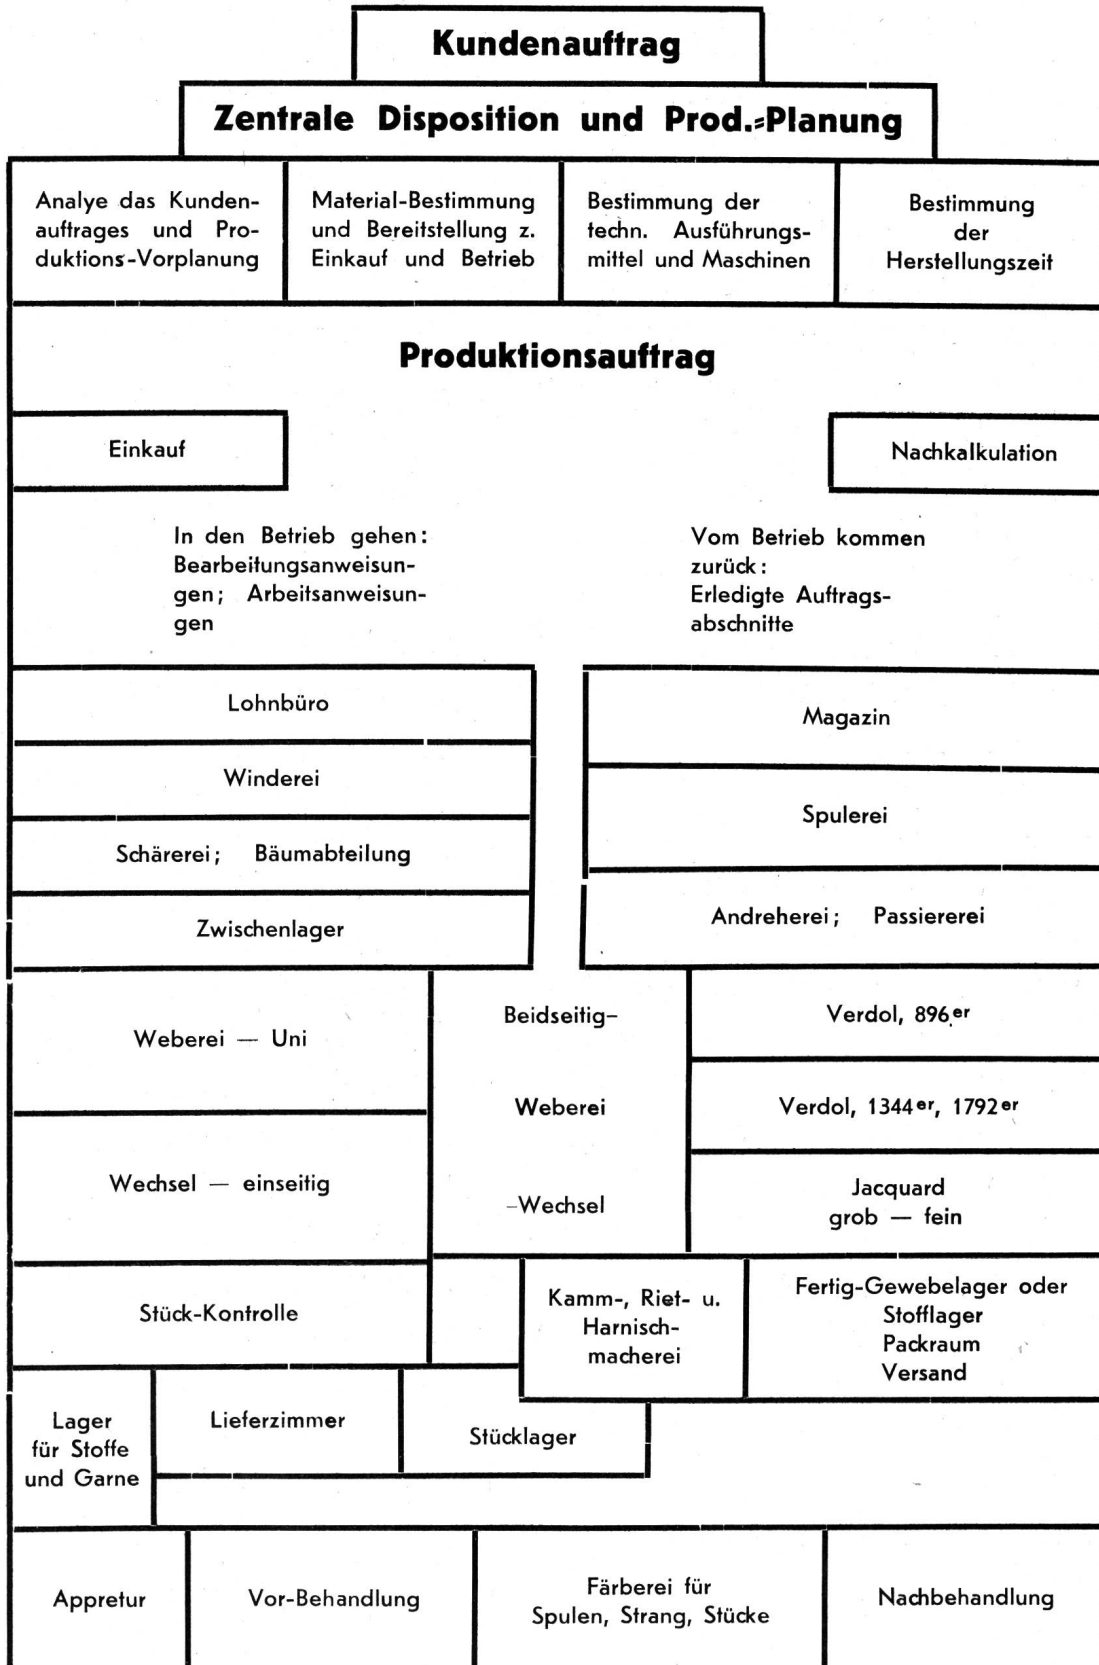 Kundenauftrag
Zentrale Disposition und Prod.=Planung
Analye das Kunden-
auftrages und Pro-
duktions-Vorplanung
Material-Bestimmung
und Bereitstellung z.
Einkauf und Betrieb
Bestimmung der
techn. Ausführungs-
mittel und Maschinen
Bestimmung
der
Herstellungszeit
Produktionsauftrag
Einkauf
Nachkalkulation
In den Betrieb gehen:
Bearbeitungsanweisun-
gen; Arbeitsanweisun-
gen
Vom Betrieb kommen
zurück:
Erledigte Auftrags-
abschnitte
Lohnbüro
Winderei
Schärerei; Bäumabteilung
Zwischenlager
Magazin
Spulerei
Andreherei; Passiererei
Weberei — Uni
Wechsel — einseitig
Beidseitig-
Weberei
-Wechsel
Verdol, 896er
Verdol, 1344er, 1792er
Jacquard
grob — fein
Stück-Kontrolle
Kamm-, Riet- u.
Harnisch-
macherei
Fertig-Gewebelager oder
Stofflager
Packraum
Versand
Lager
für Stoffe
und Garne
Lieferzimmer
Stücklager
Appretur
Vor-Behandlung
Färberei für
Spulen, Strang, Stücke
Nachbehandlung